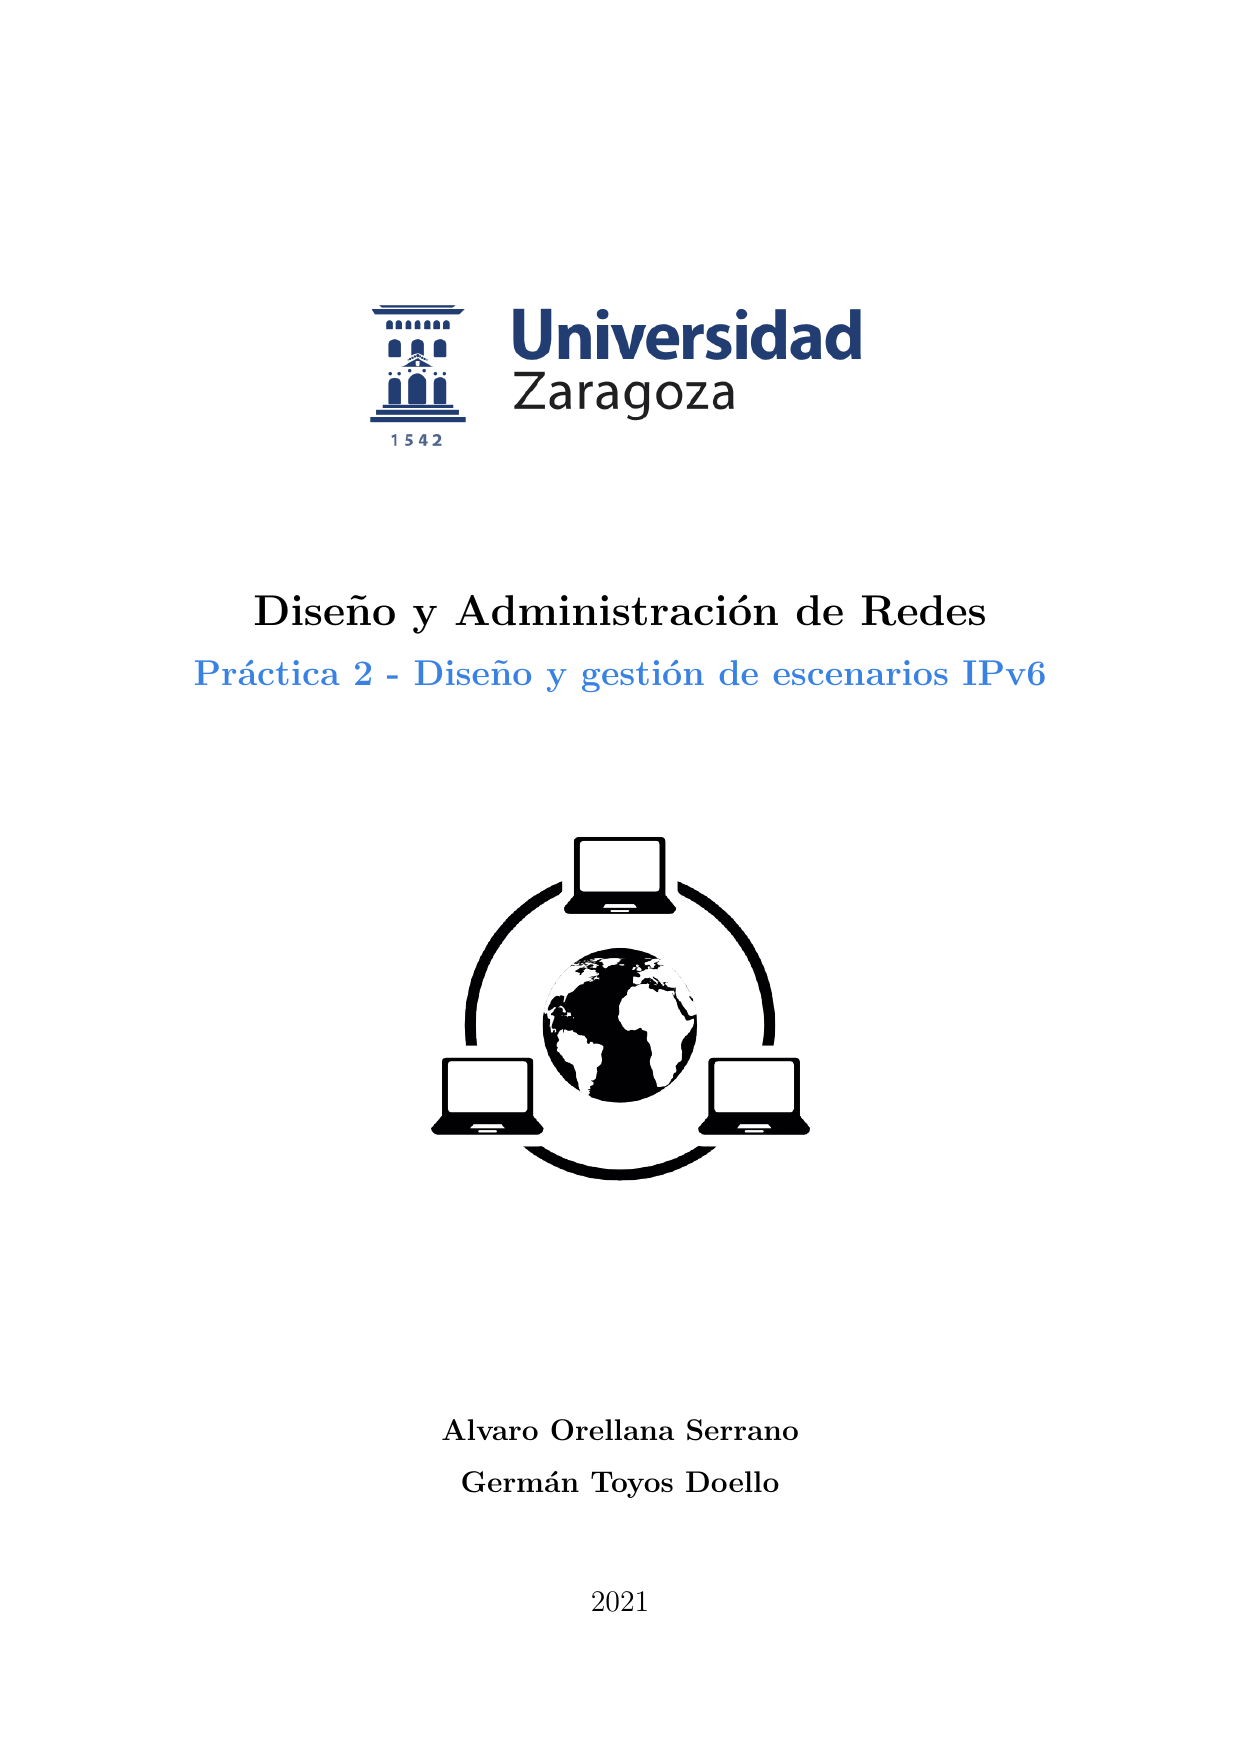 Universidad
Zaragoza
1542
Diseño y Administración de Redes
Práctica 2 - Diseño y gestión de escenarios IPv6
Alvaro Orellana Serrano
Germán Toyos Doello
2021